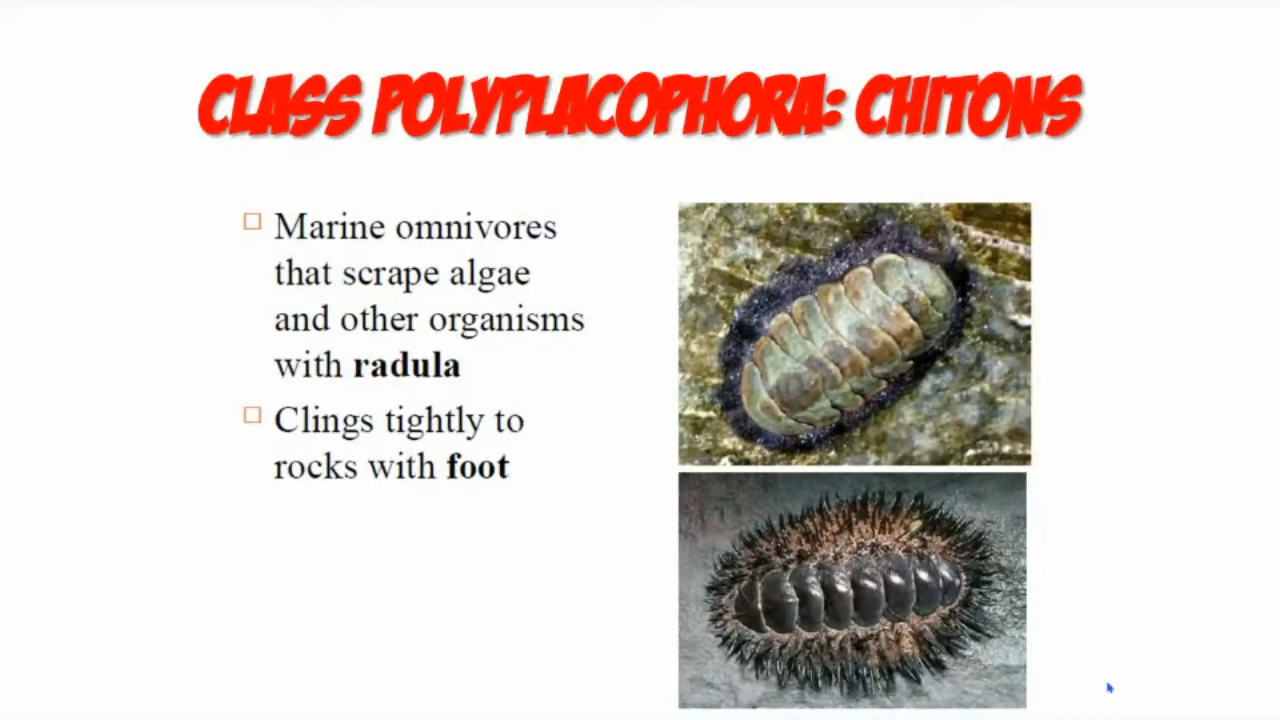 CLASS POLYPLACOPHORA: CHITONS
Marine omnivores
that scrape algae
and other organisms
with radula
Clings tightly to
rocks with foot